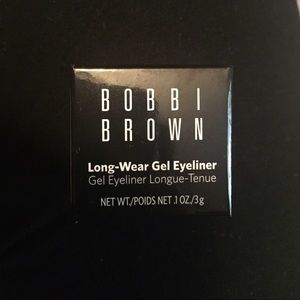 BOBBI
BROWN
Long-Wear Gel Eyeliner
Gel Eyeliner Longue-Tenue
NET WT./POIDS NET .1 OZ./3g